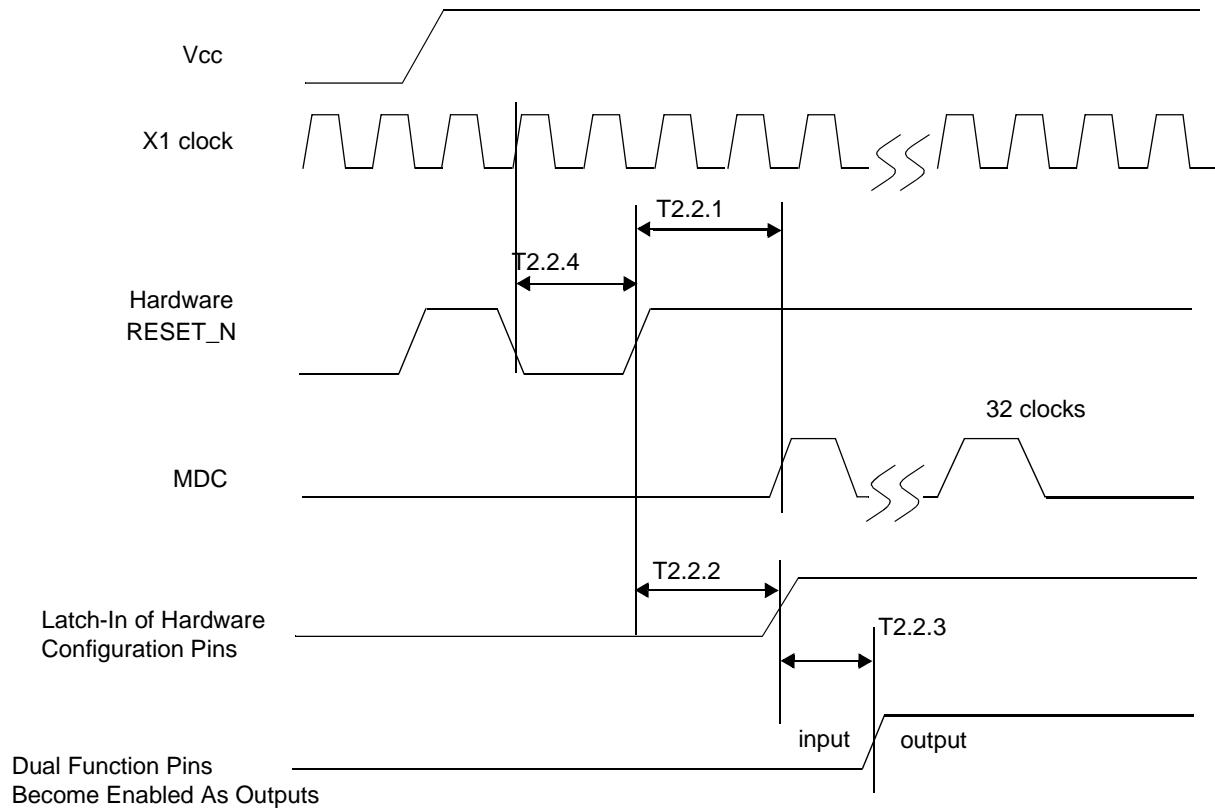 Vcc
X1 clock
T2.2.1
T2.2.4
Hardware
RESET_N
32 clocks
MDC
T2.2.2
Latch-In of Hardware
Configuration Pins
T2.2.3
input
output
Dual Function Pins
Become Enabled As Outputs